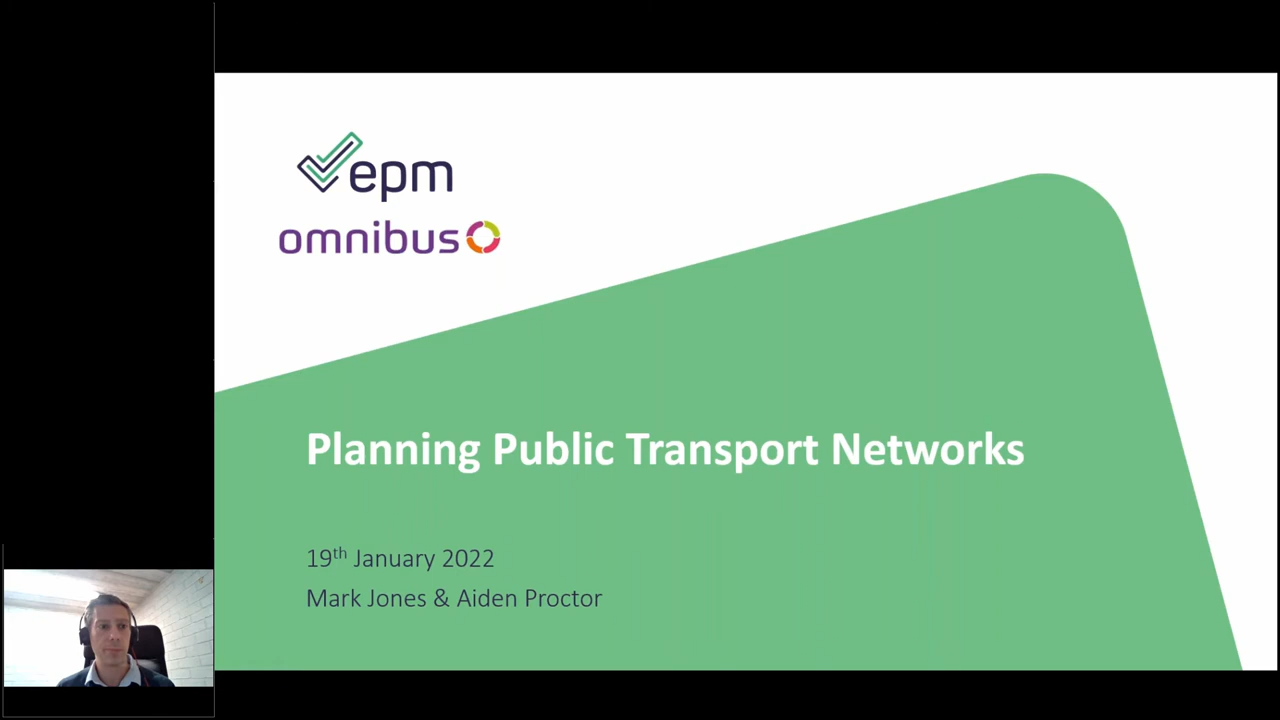 epm
omnibus
Planning Public Transport Networks
19th January 2022
Mark Jones & Aiden Proctor